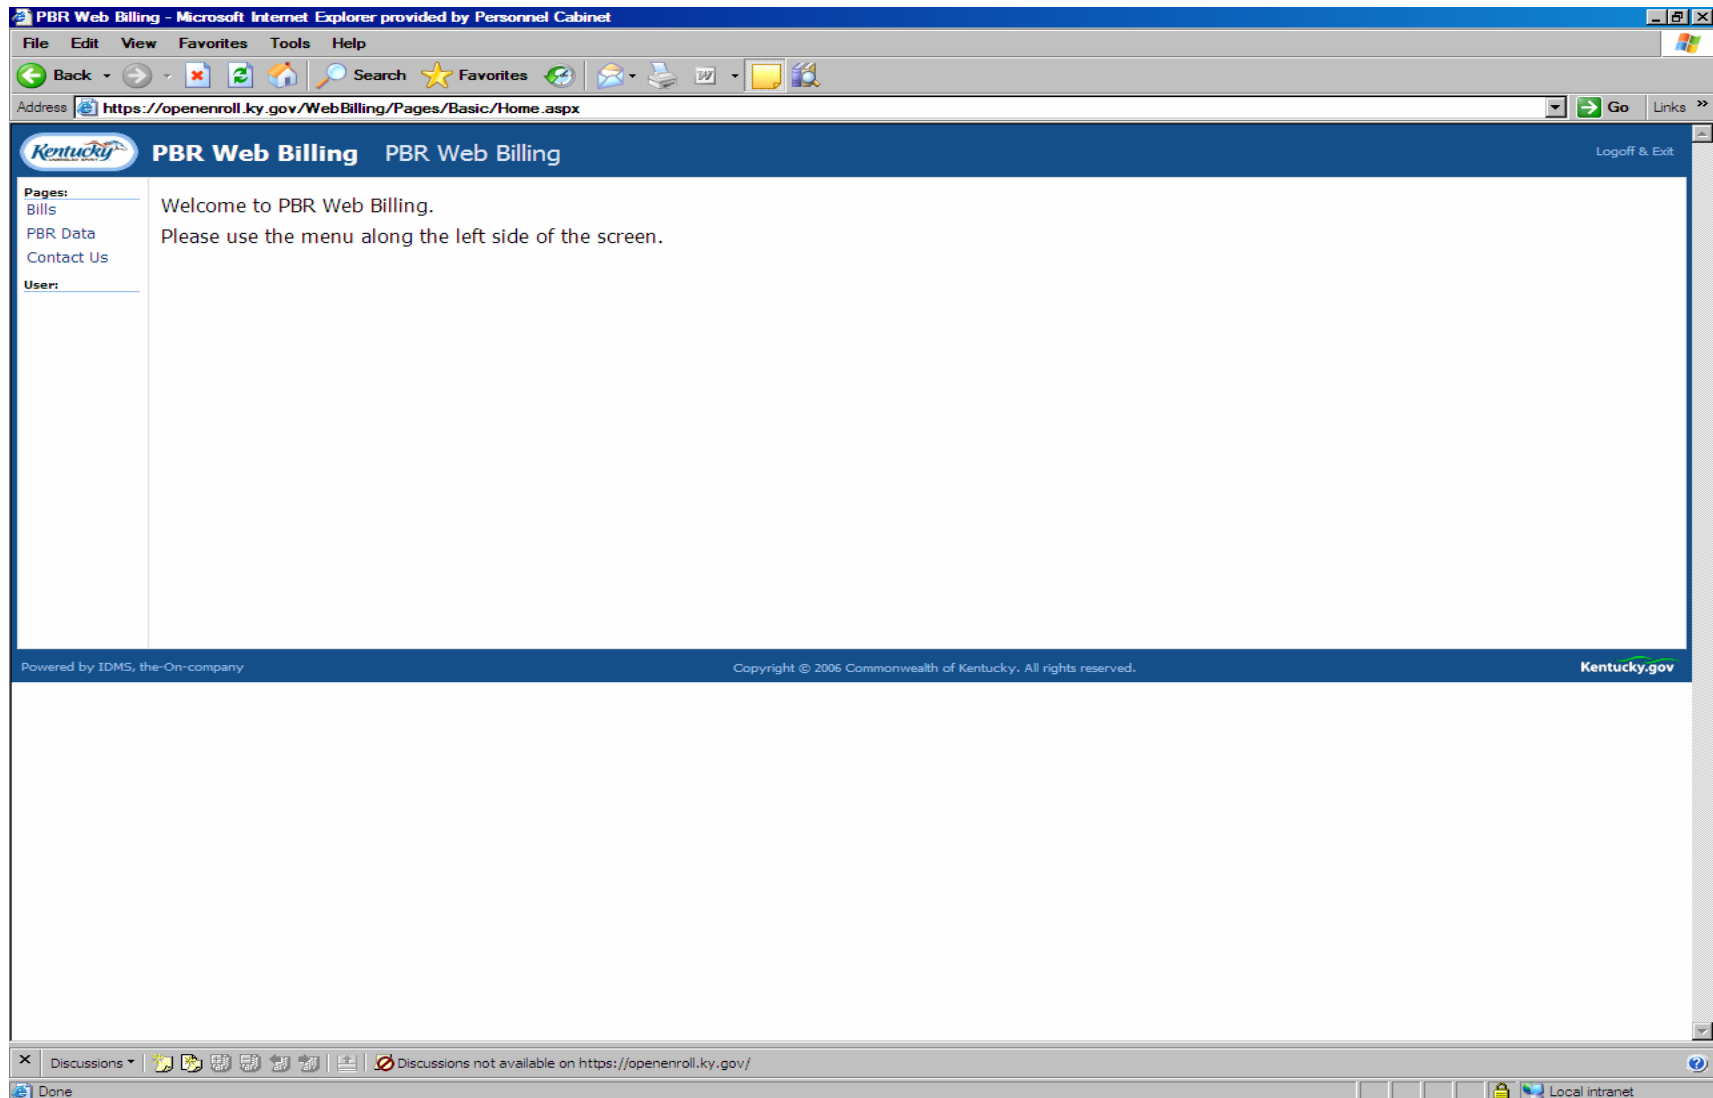 PBR Web Billing - Microsoft Internet Explorer provided by Personnel Cabinet
File Edit View Favorites Tools Help
Back Search Favorites
Address https://openenroll.ky.gov/WebBilling/Pages/Basic/Home.aspx Go Links »
Kentucky PBR Web Billing PBR Web Billing Logoff & Exit
Pages:
Bills
PBR Data
Contact Us
User:
Welcome to PBR Web Billing.
Please use the menu along the left side of the screen.
Powered by IDMS, the-On-company Copyright © 2006 Commonwealth of Kentucky. All rights reserved. Kentucky.gov
Discussions Discussions not available on https://openenroll.ky.gov/
Done Local intranet